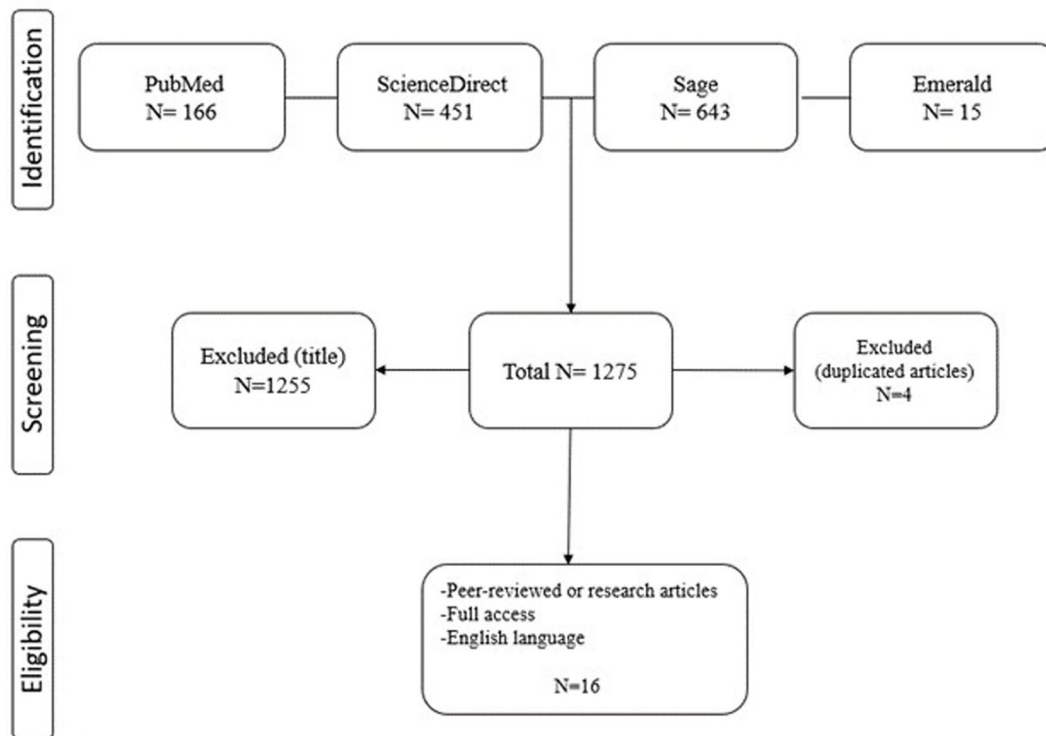 Identification
PubMed
N= 166
ScienceDirect
N= 451
Sage
N= 643
Emerald
N= 15
Screening
Excluded (title)
N=1255
Total N= 1275
Excluded
(duplicated articles)
N=4
Eligibility
-Peer-reviewed or research articles
-Full access
-English language
N=16